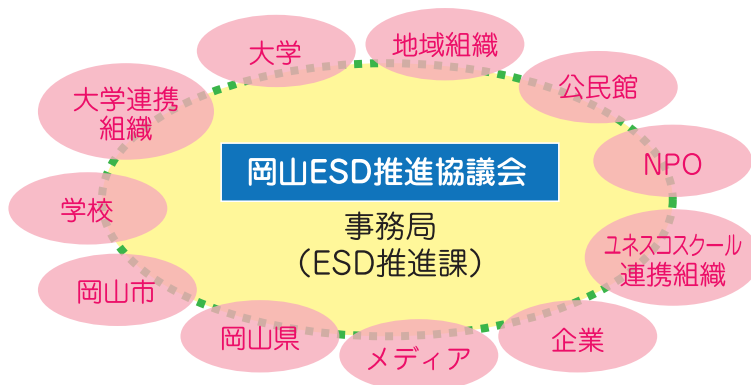 大学
地域組織
公民館
NPO
ユネスコスクール
連携組織
企業
メディア
岡山県
岡山市
学校
大学連携
組織
岡山ESD推進協議会
事務局
（ESD推進課）